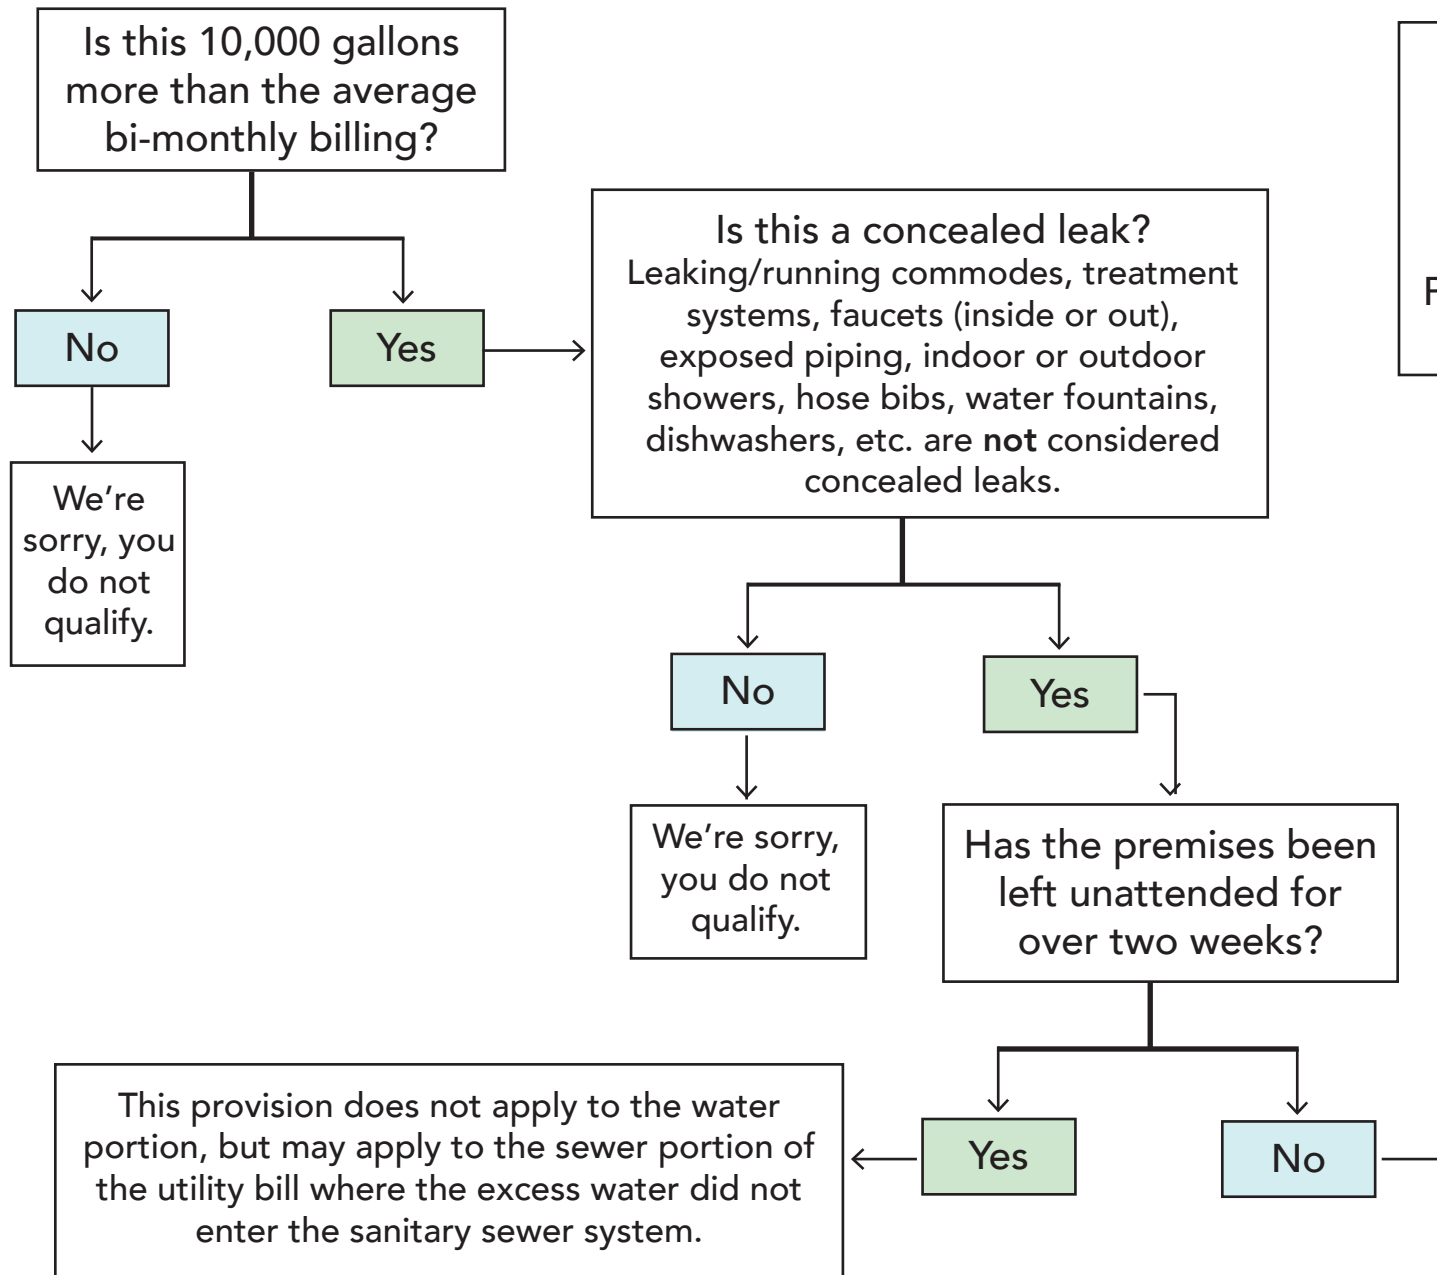 Is this 10,000 gallons
more than the average
bi-monthly billing?
No
Yes
We're
sorry, you
do not
qualify.
Is this a concealed leak?
Leaking/running commodes, treatment
systems, faucets (inside or out),
exposed piping, indoor or outdoor
showers, hose bibs, water fountains,
dishwashers, etc. are not considered
concealed leaks.
No
Yes
We're sorry,
you do not
qualify.
Has the premises been
left unattended for
over two weeks?
Yes
No
This provision does not apply to the water
portion, but may apply to the sewer portion of
the utility bill where the excess water did not
enter the sanitary sewer system.